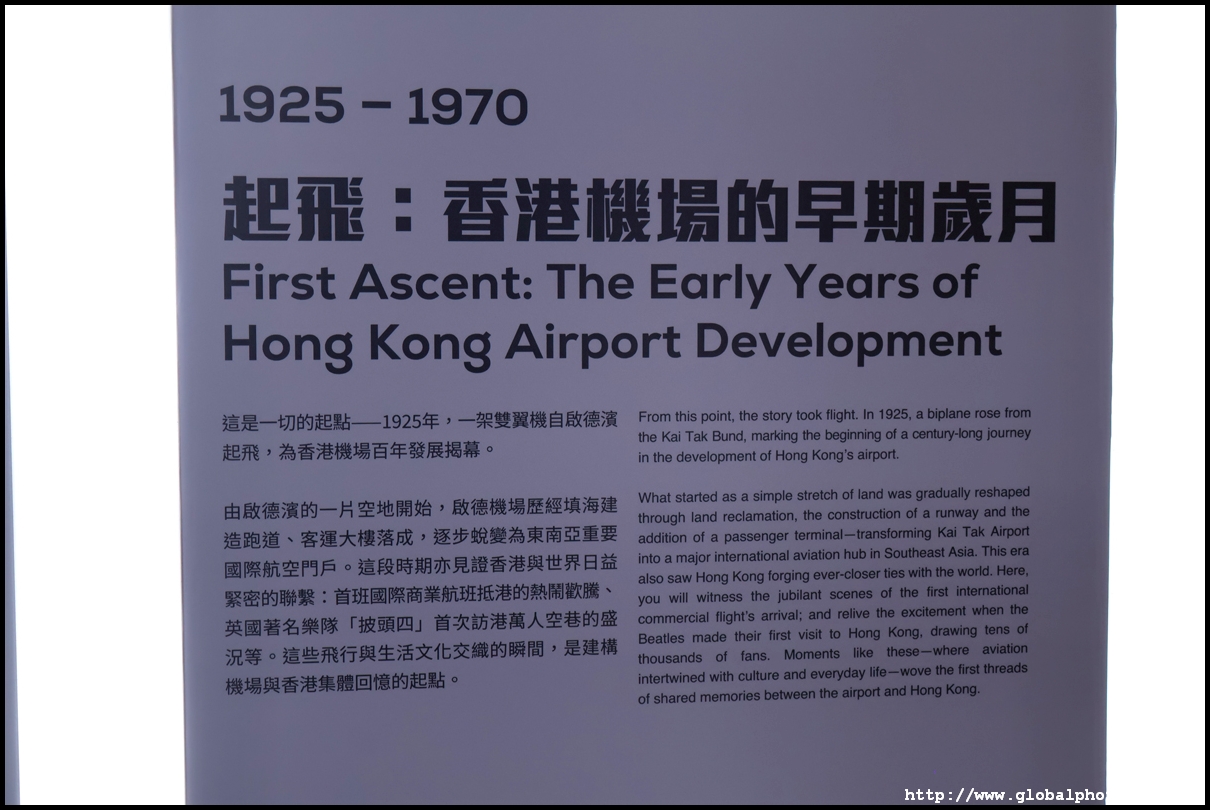 1925 – 1970
起飛：香港機場的早期歲月
First Ascent: The Early Years of
Hong Kong Airport Development
這是一切的起點——1925年，一架雙翼機自啟德濱
起飛，為香港機場百年發展揭幕。
由啟德濱的一片空地開始，啟德機場歷經填海建
造跑道、客運大樓落成，逐步蛻變為東南亞重要
國際航空門戶。這段時期亦見證香港與世界日益
緊密的聯繫：首班國際商業航班抵港的熱鬧歡騰、
英國著名樂隊「披頭四」首次訪港萬人空巷的盛
況等。這些飛行與生活文化交織的瞬間，是建構
機場與香港集體回憶的起點。
From this point, the story took flight. In 1925, a biplane rose from
the Kai Tak Bund, marking the beginning of a century-long journey
in the development of Hong Kong's airport.
What started as a simple stretch of land was gradually reshaped
through land reclamation, the construction of a runway and the
addition of a passenger terminal—transforming Kai Tak Airport
into a major international aviation hub in Southeast Asia. This era
also saw Hong Kong forging ever-closer ties with the world. Here,
you will witness the jubilant scenes of the first international
commercial flight's arrival; and relive the excitement when the
Beatles made their first visit to Hong Kong, drawing tens of
thousands of fans. Moments like these—where aviation
intertwined with culture and everyday life—wove the first threads
of shared memories between the airport and Hong Kong.
http://www.globalpho